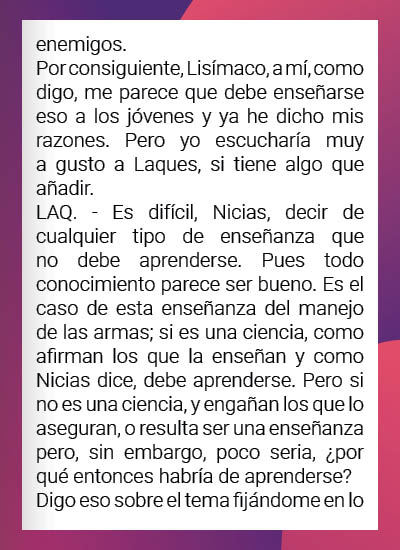 enemigos.
Por consiguiente, Lisímaco, a mí, como
digo, me parece que debe enseñarse
eso a los jóvenes y ya he dicho mis
razones. Pero yo escucharía muy
a gusto a Laques, si tiene algo que
añadir.
LAQ. - Es difícil, Nicias, decir de
cualquier tipo de enseñanza que
no debe aprenderse. Pues todo
conocimiento parece ser bueno. Es el
caso de esta enseñanza del manejo
de las armas; si es una ciencia, como
afirman los que la enseñan y como
Nicias dice, debe aprenderse. Pero si
no es una ciencia, y engañan los que lo
aseguran, o resulta ser una enseñanza
pero, sin embargo, poco seria, ¿por
qué entonces habría de aprenderse?
Digo eso sobre el tema fijándome en lo